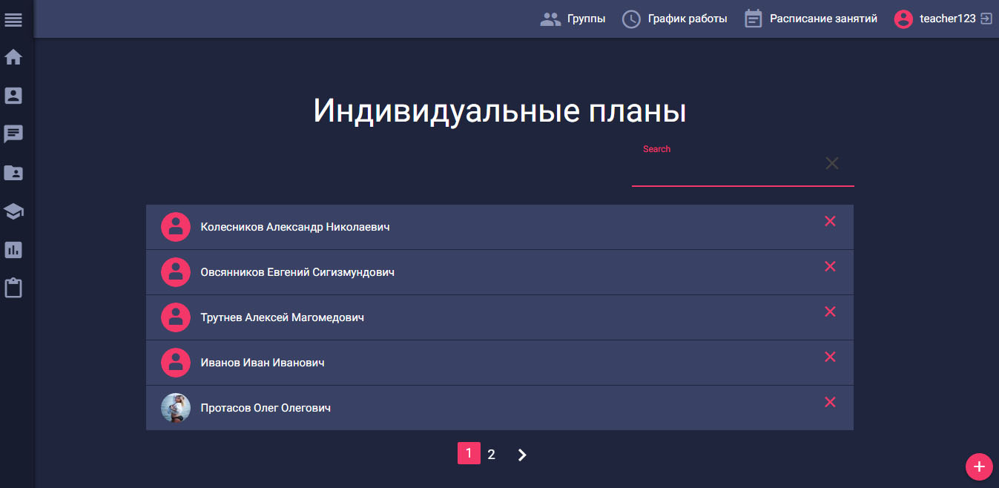 Группы График работы Расписание занятий teacher123
Индивидуальные планы
Search
Колесников Александр Николаевич
Овсянников Евгений Сигизмундович
Трутнев Алексей Магомедович
Иванов Иван Иванович
Протасов Олег Олегович
1 2